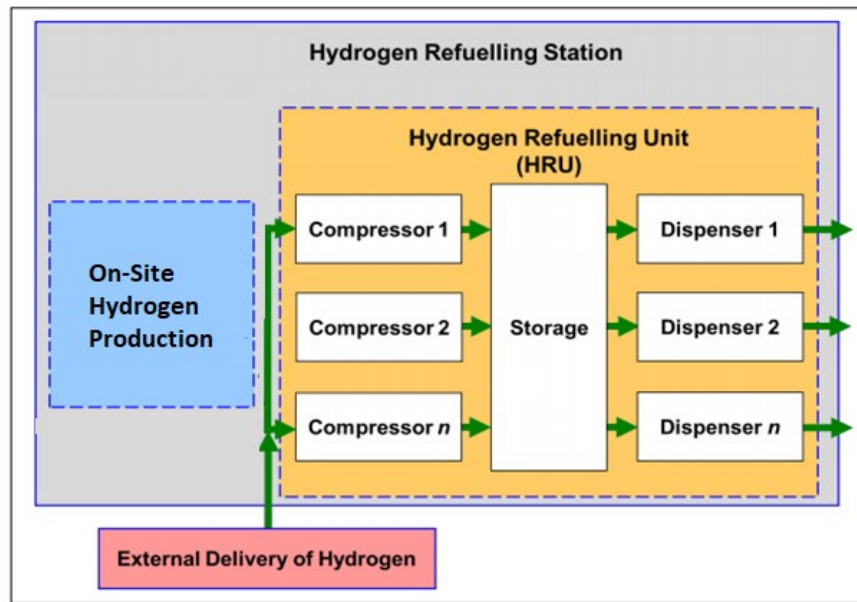 Hydrogen Refuelling Station
Hydrogen Refuelling Unit
(HRU)
On-Site
Hydrogen
Production
Compressor 1
Compressor 2
Compressor n
Storage
Dispenser 1
Dispenser 2
Dispenser n
External Delivery of Hydrogen